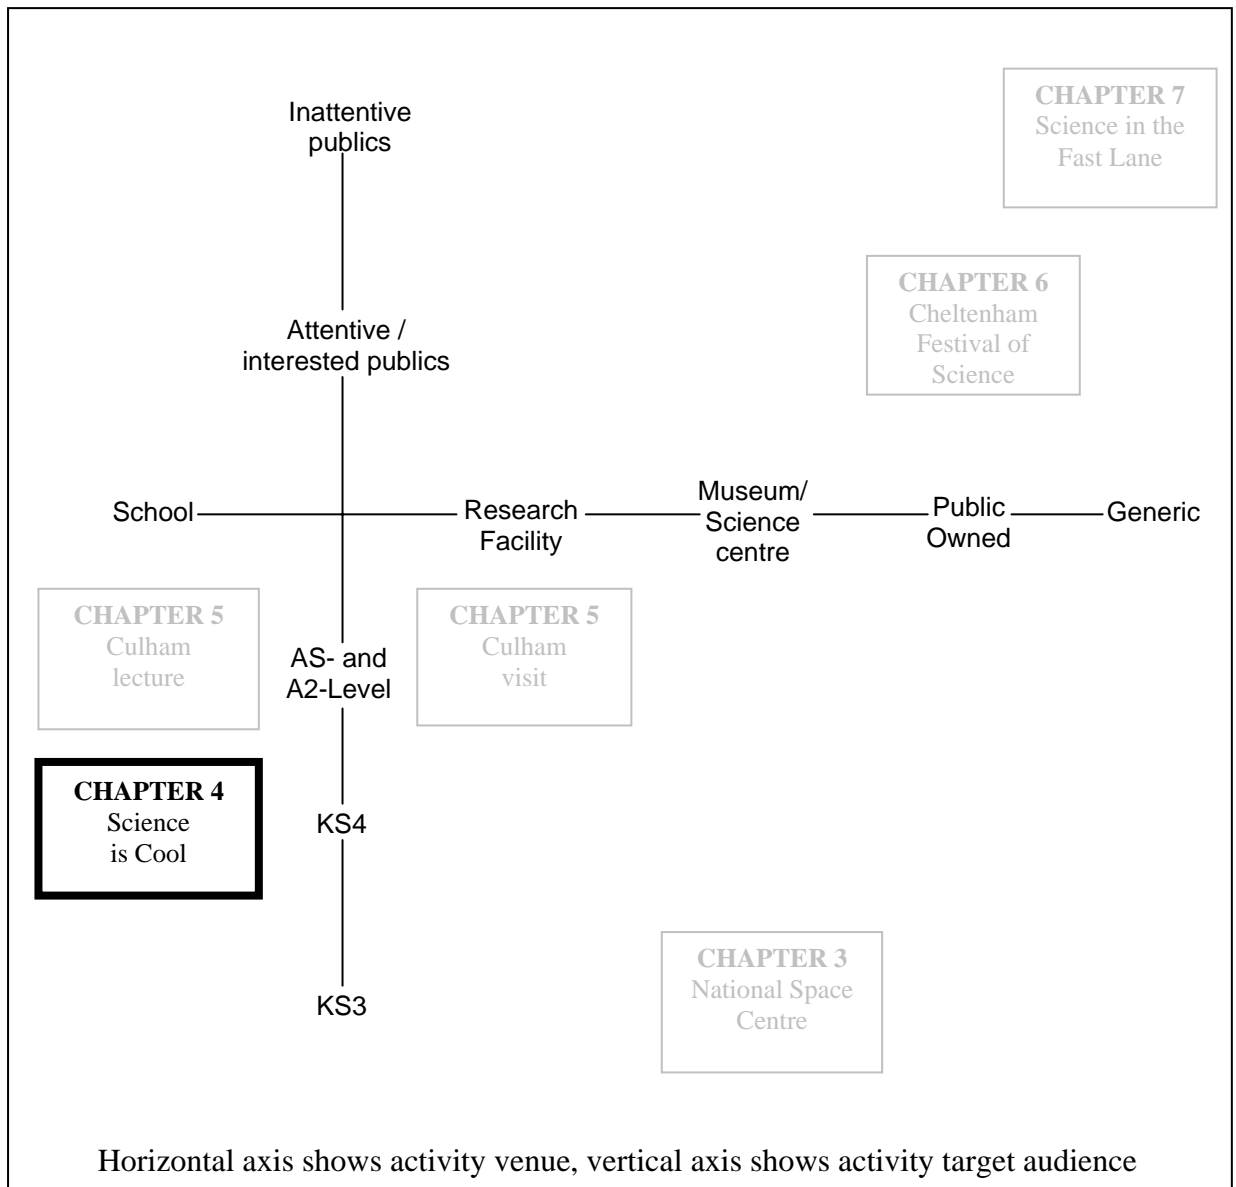 CHAPTER 7
Science in the
Fast Lane
Inattentive
publics
CHAPTER 6
Cheltenham
Festival of
Science
Attentive /
interested publics
School
Research
Facility
Museum/
Science
centre
Public
Owned
Generic
CHAPTER 5
Culham
lecture
AS- and
A2-Level
CHAPTER 5
Culham
visit
CHAPTER 4
Science
is Cool
KS4
KS3
CHAPTER 3
National Space
Centre
Horizontal axis shows activity venue, vertical axis shows activity target audience